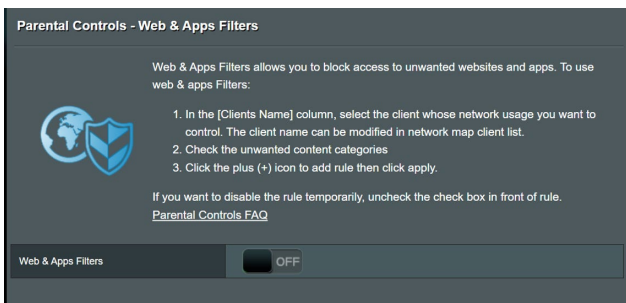 Parental Controls - Web & Apps Filters
Web & Apps Filters allows you to block access to unwanted websites and apps. To use
web & apps Filters:
1. In the [Clients Name] column, select the client whose network usage you want to
control. The client name can be modified in network map client list.
2. Check the unwanted content categories
3. Click the plus (+) icon to add rule then click apply.
If you want to disable the rule temporarily, uncheck the check box in front of rule.
Parental Controls FAQ
Web & Apps Filters
OFF